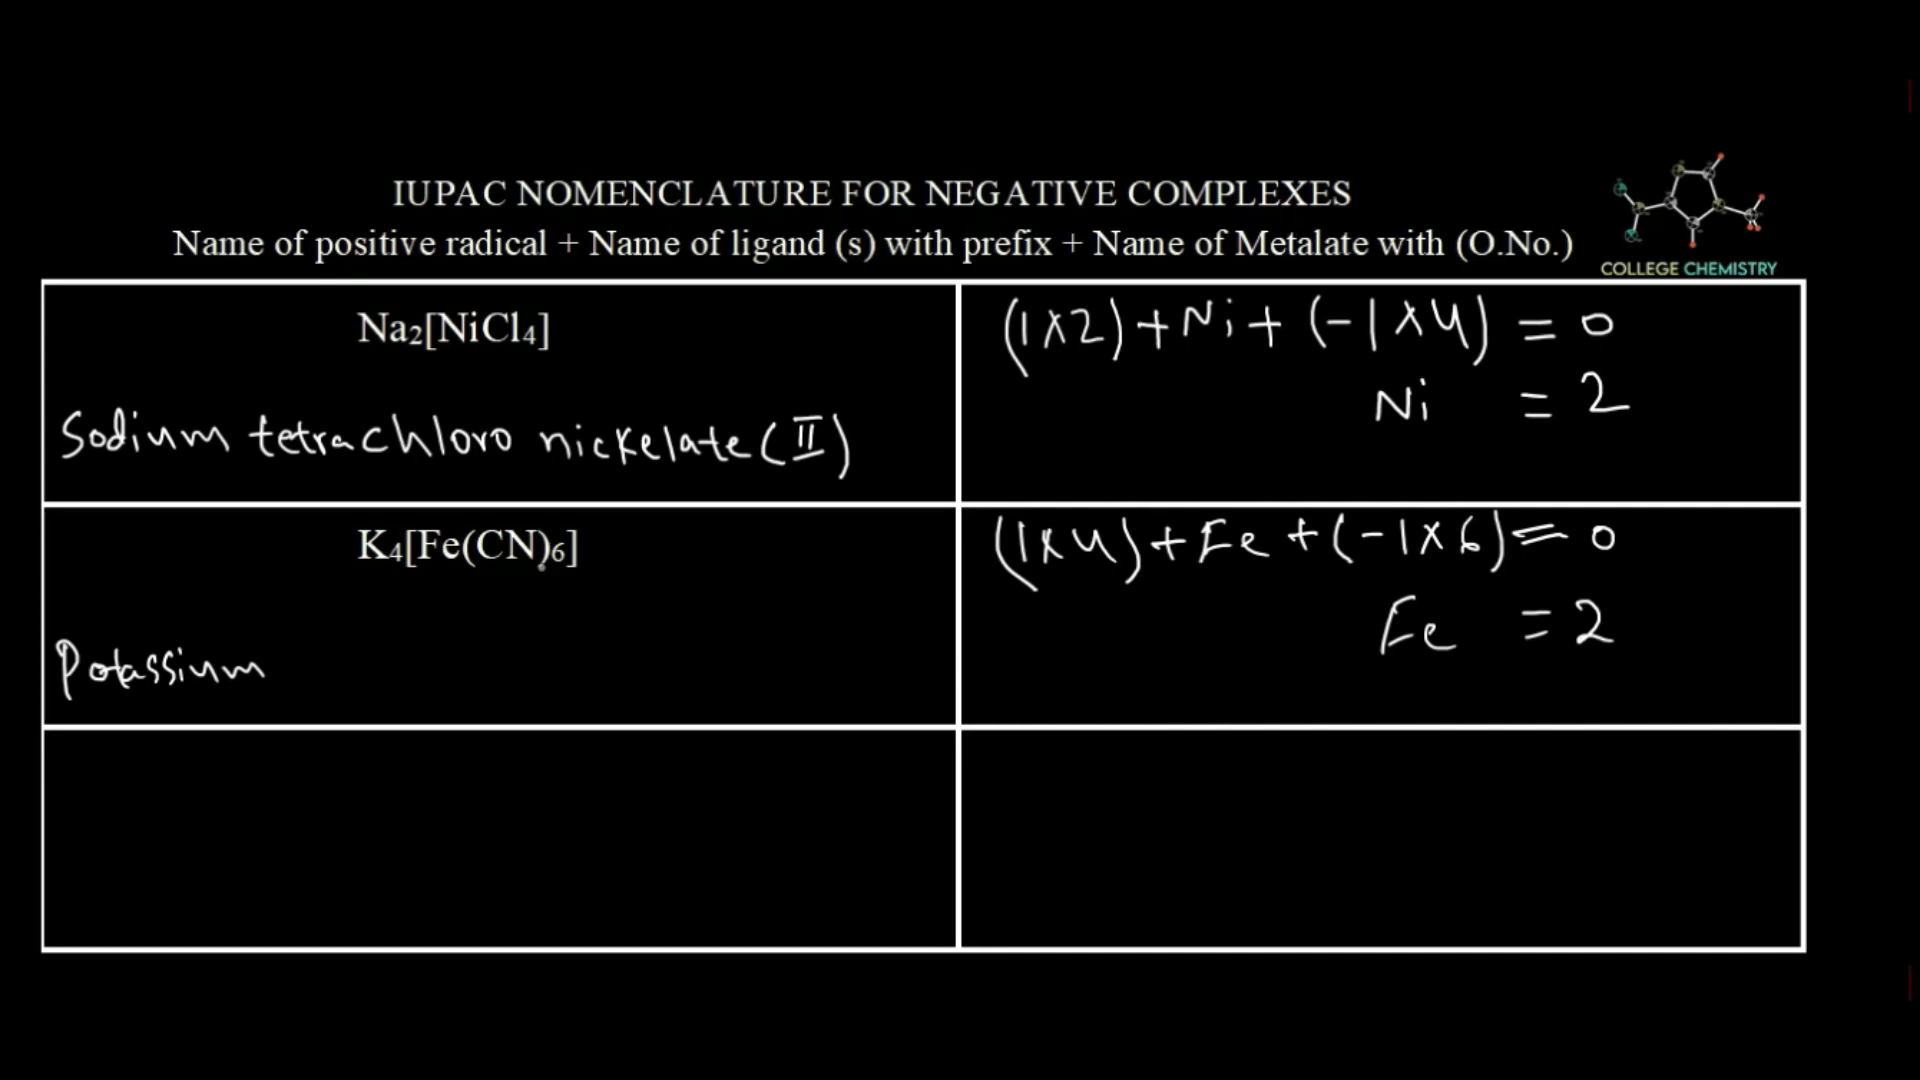 IUPAC NOMENCLATURE FOR NEGATIVE COMPLEXES
Name of positive radical + Name of ligand (s) with prefix + Name of Metalate with (O.No.)
COLLEGE CHEMISTRY
Na₂[NiCl₄]
(1×2)+Ni+(-1×4) = 0
Ni = 2
Sodium tetrachloro nickelate (II)
K₄[Fe(CN)₆]
(1×4)+Fe+(-1×6) = 0
Fe = 2
Potassium